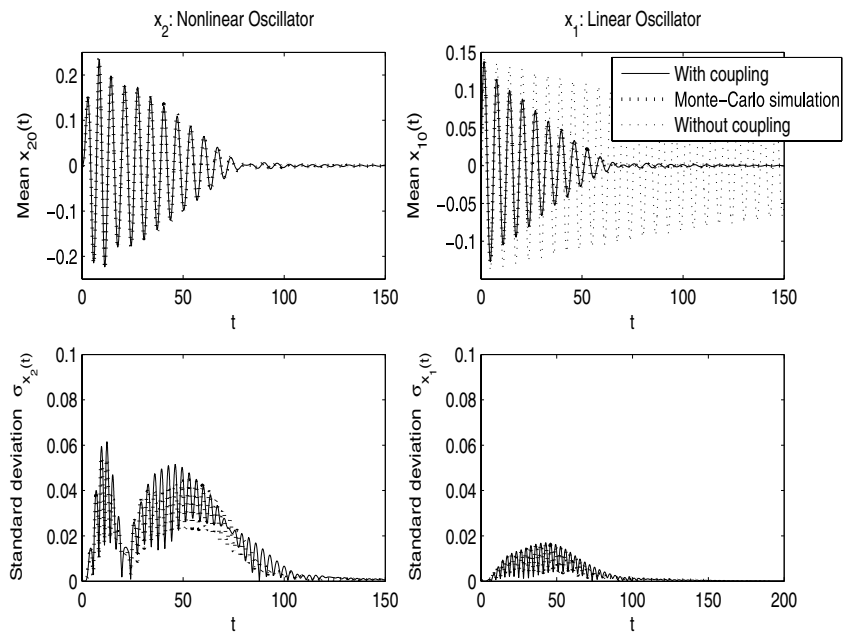 x₂: Nonlinear Oscillator
x₁: Linear Oscillator
Mean x₂₀(t)
0.2
0.1
0
−0.1
−0.2
0 50 100 150
t
Mean x₁₀(t)
0.15
0.1
0.05
0
−0.05
−0.1
0 50 100 150
t
With coupling
Monte−Carlo simulation
Without coupling
Standard deviation σₓ₂(t)
0.1
0.08
0.06
0.04
0.02
0
0 50 100 150
t
Standard deviation σₓ₁(t)
0.1
0.08
0.06
0.04
0.02
0
0 50 100 150 200
t